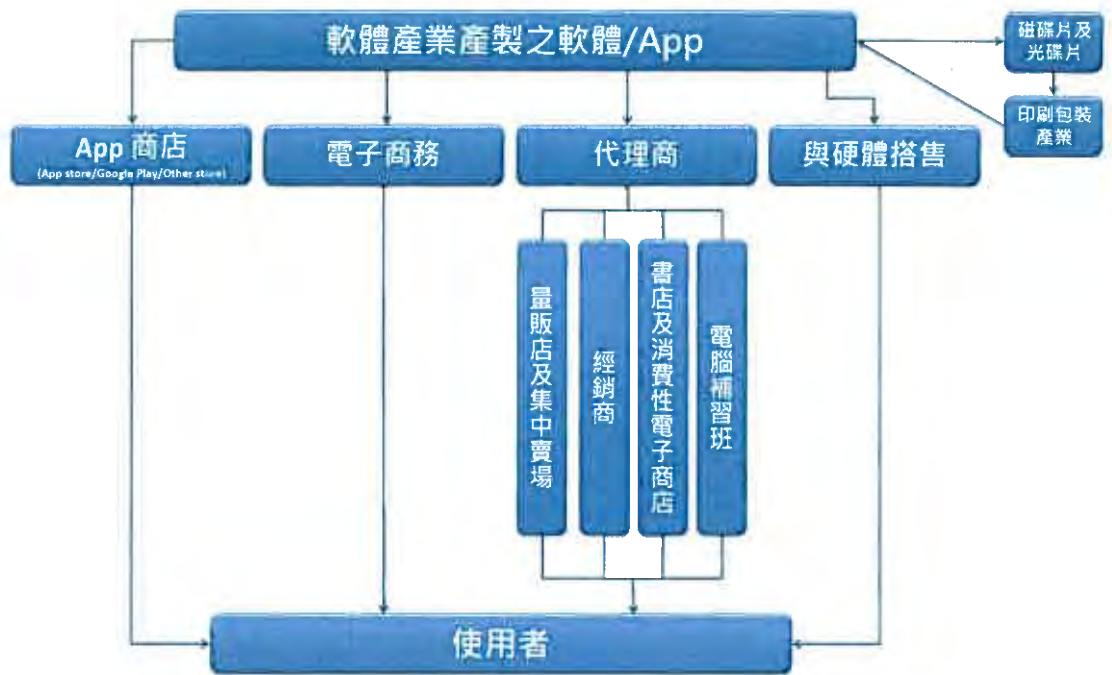 軟體產業產製之軟體/App
磁碟片及
光碟片
印刷包裝
產業
App 商店
(App store/Google Play/Other store)
電子商務
代理商
與硬體搭售
量販店及集中賣場
經銷商
書店及消費性電子商店
電腦補習班
使用者